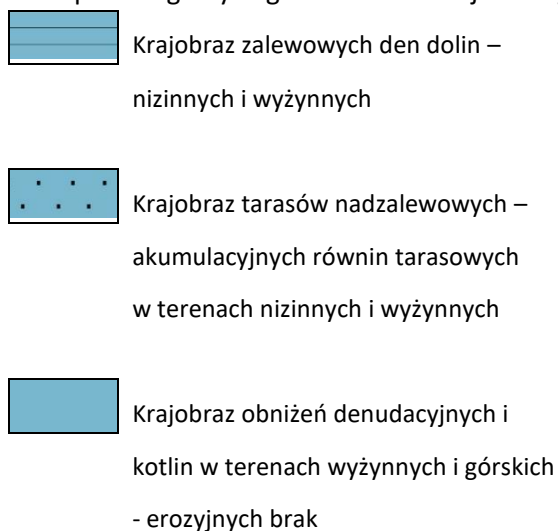 Krajobraz zalewowych den dolin –
nizinnych i wyżynnych
Krajobraz tarasów nadzalewowych –
akumulacyjnych równin tarasowych
w terenach nizinnych i wyżynnych
Krajobraz obniżeń denudacyjnych i
kotlin w terenach wyżynnych i górskich
- erozyjnych brak